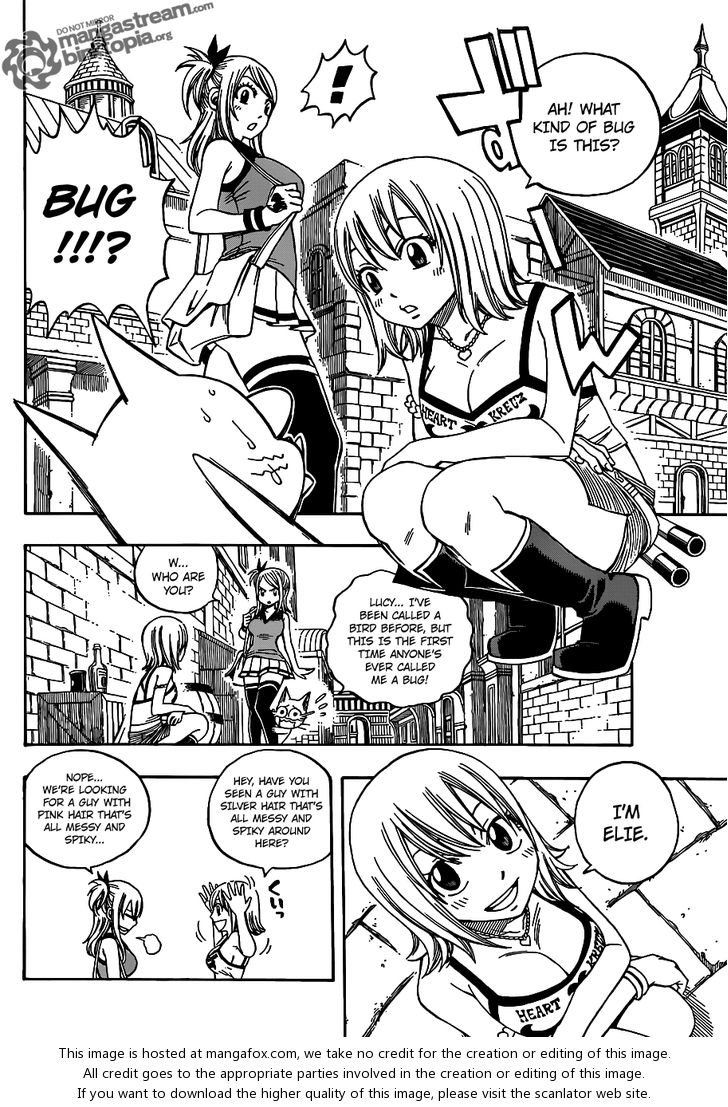 DO NOT MIRROR
mangastream.com
AH! WHAT
KIND OF BUG
IS THIS?
!
BUG
!!!?
HEART KREUZ
W...
WHO ARE
YOU?
LUCY... I'VE
BEEN CALLED A
BIRD BEFORE, BUT
THIS IS THE FIRST
TIME ANYONE'S
EVER CALLED
ME A BUG!
NOPE...
WE'RE LOOKING
FOR A GUY WITH
PINK HAIR THAT'S
ALL MESSY AND
SPIKY...
HEY, HAVE YOU
SEEN A GUY WITH
SILVER HAIR THAT'S
ALL MESSY AND
SPIKY AROUND
HERE?
くいっ
I'M
ELIE.
HEART KREUZ
This image is hosted at mangafox.com, we take no credit for the creation or editing of this image.
All credit goes to the appropriate parties involved in the creation or editing of this image.
If you want to download the higher quality of this image, please visit the scanlator web site.